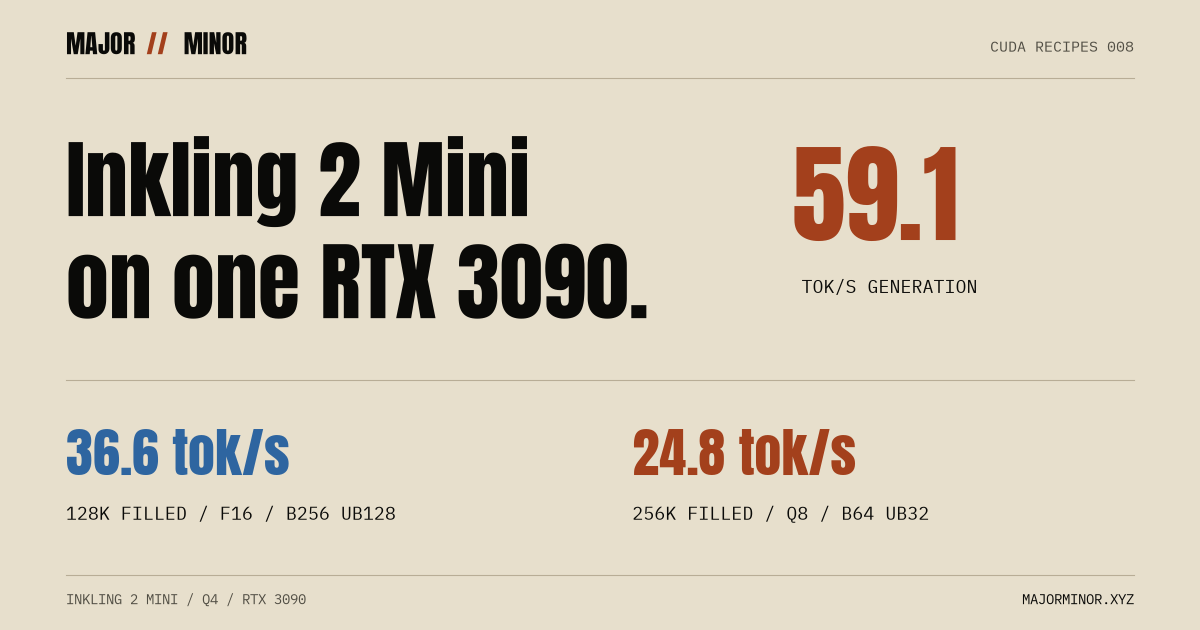 MAJOR // MINOR
CUDA RECIPES 008
Inkling 2 Mini
on one RTX 3090.
59.1
TOK/S GENERATION
36.6 tok/s
128K FILLED / F16 / B256 UB128
24.8 tok/s
256K FILLED / Q8 / B64 UB32
INKLING 2 MINI / Q4 / RTX 3090
MAJORMINOR.XYZ